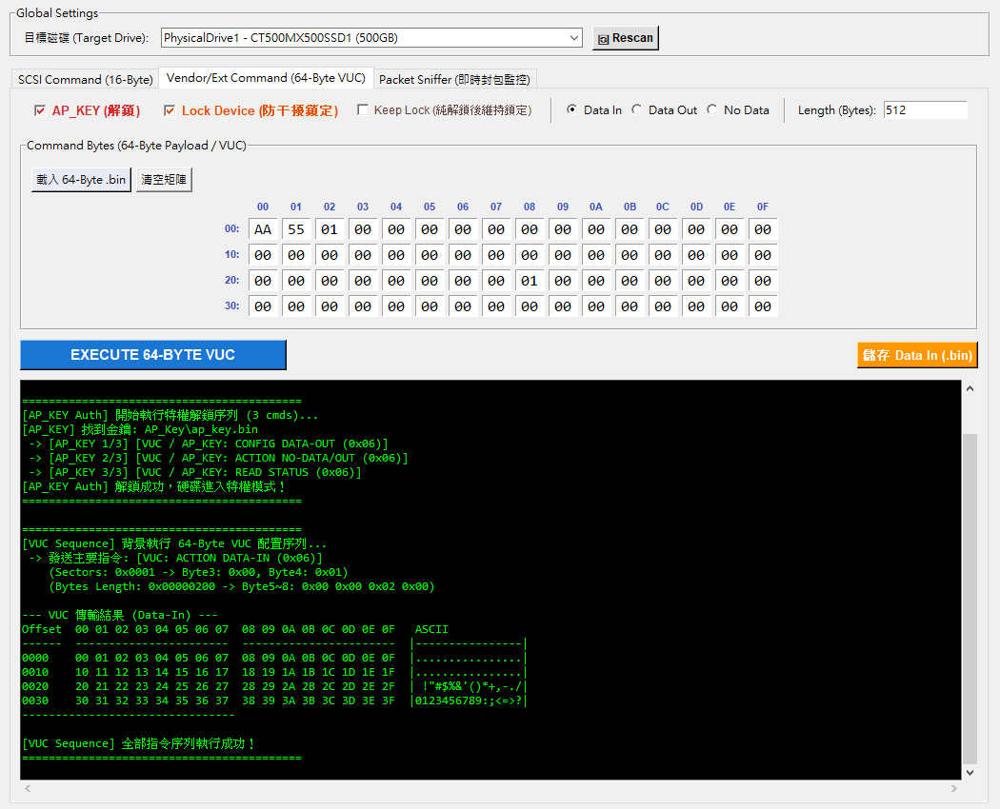 Global Settings
目標磁碟 (Target Drive): PhysicalDrive1 - CT500MX500SSD1 (500GB) Rescan
SCSI Command (16-Byte) Vendor/Ext Command (64-Byte VUC) Packet Sniffer (即時封包監控)
AP_KEY (解鎖) Lock Device (防干擾鎖定) Keep Lock (純解鎖後維持鎖定) Data In Data Out No Data Length (Bytes): 512
Command Bytes (64-Byte Payload / VUC)
載入 64-Byte .bin 清空矩陣
00 01 02 03 04 05 06 07 08 09 0A 0B 0C 0D 0E 0F
00: AA 55 01 00 00 00 00 00 00 00 00 00 00 00 00 00
10: 00 00 00 00 00 00 00 00 00 00 00 00 00 00 00 00
20: 00 00 00 00 00 00 00 00 01 00 00 00 00 00 00 00
30: 00 00 00 00 00 00 00 00 00 00 00 00 00 00 00 00
EXECUTE 64-BYTE VUC 儲存 Data In (.bin)
==========================================
[AP_KEY Auth] 開始執行特權解鎖序列 (3 cmds)...
[AP_KEY] 找到金鑰: AP_Key\ap_key.bin
-> [AP_KEY 1/3] [VUC / AP_KEY: CONFIG DATA-OUT (0x06)]
-> [AP_KEY 2/3] [VUC / AP_KEY: ACTION NO-DATA/OUT (0x06)]
-> [AP_KEY 3/3] [VUC / AP_KEY: READ STATUS (0x06)]
[AP_KEY Auth] 解鎖成功，硬碟進入特權模式！
==========================================
==========================================
[VUC Sequence] 背景執行 64-Byte VUC 配置序列...
-> 發送主要指令: [VUC: ACTION DATA-IN (0x06)]
(Sectors: 0x0001 -> Byte3: 0x00, Byte4: 0x01)
(Bytes Length: 0x00000200 -> Byte5~8: 0x00 0x00 0x02 0x00)
--- VUC 傳輸結果 (Data-In) ---
Offset 00 01 02 03 04 05 06 07 08 09 0A 0B 0C 0D 0E 0F ASCII
------ ----------------------- ----------------------- |----------------|
0000 00 01 02 03 04 05 06 07 08 09 0A 0B 0C 0D 0E 0F |................|
0010 10 11 12 13 14 15 16 17 18 19 1A 1B 1C 1D 1E 1F |................|
0020 20 21 22 23 24 25 26 27 28 29 2A 2B 2C 2D 2E 2F | !"#$%&'()*+,-./|
0030 30 31 32 33 34 35 36 37 38 39 3A 3B 3C 3D 3E 3F |0123456789:;<=>?|
--------------------------------
[VUC Sequence] 全部指令序列執行成功！
==========================================